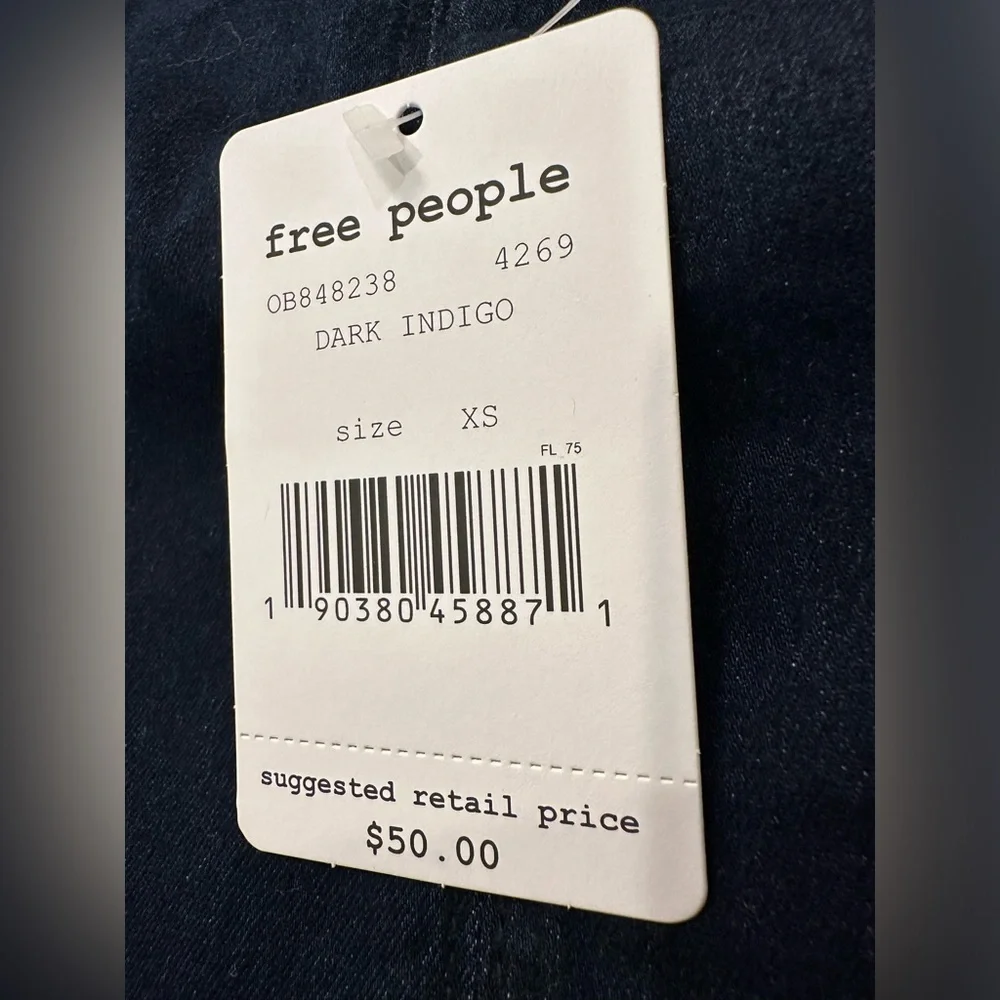 free people
OB848238 4269
DARK INDIGO
size XS
FL 75
1 90380 45887 1
suggested retail price
$50.00